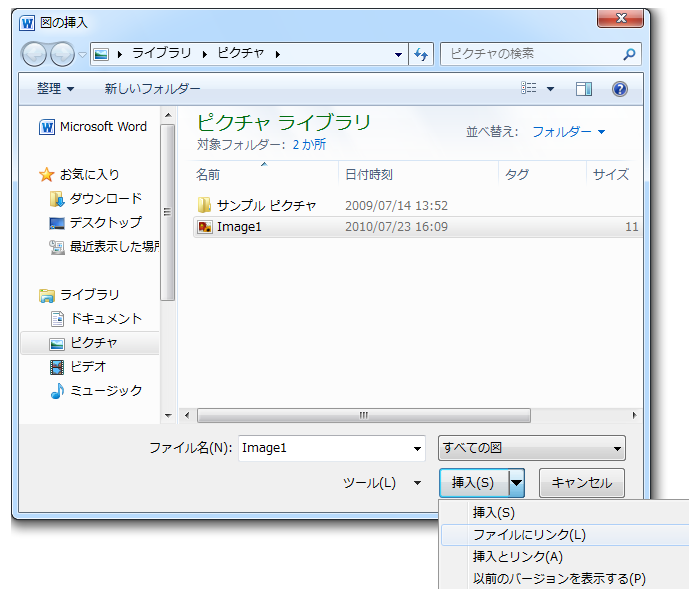 図の挿入
ライブラリ ピクチャ
ピクチャの検索
整理 新しいフォルダー
Microsoft Word
お気に入り
ダウンロード
デスクトップ
最近表示した場所
ライブラリ
ドキュメント
ピクチャ
ビデオ
ミュージック
ピクチャ ライブラリ
対象フォルダー: 2 か所
並べ替え: フォルダー
名前 日付時刻 タグ サイズ
サンプル ピクチャ 2009/07/14 13:52
Image1 2010/07/23 16:09 11
ファイル名(N): Image1 すべての図
ツール(L) 挿入(S) キャンセル
挿入(S)
ファイルにリンク(L)
挿入とリンク(A)
以前のバージョンを表示する(P)